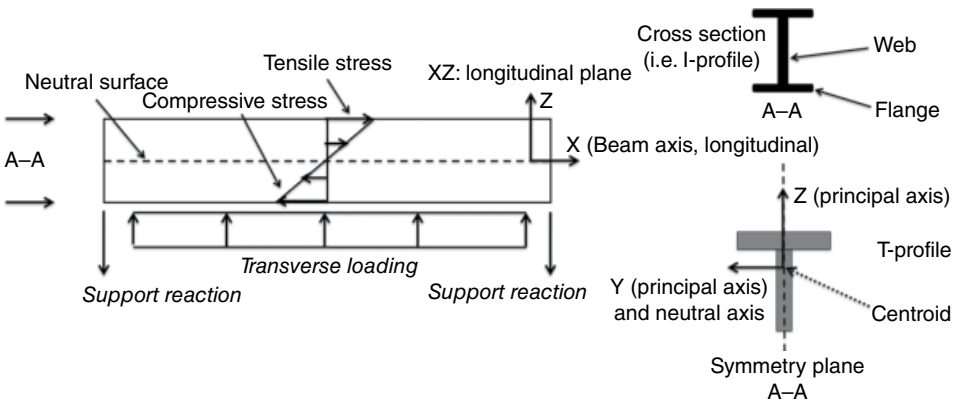 Tensile stress
Neutral surface
Compressive stress
A–A
XZ: longitudinal plane
Z
X (Beam axis, longitudinal)
Transverse loading
Support reaction
Support reaction
Cross section
(i.e. I-profile)
Web
Flange
A–A
Z (principal axis)
T-profile
Y (principal axis)
and neutral axis
Centroid
Symmetry plane
A–A